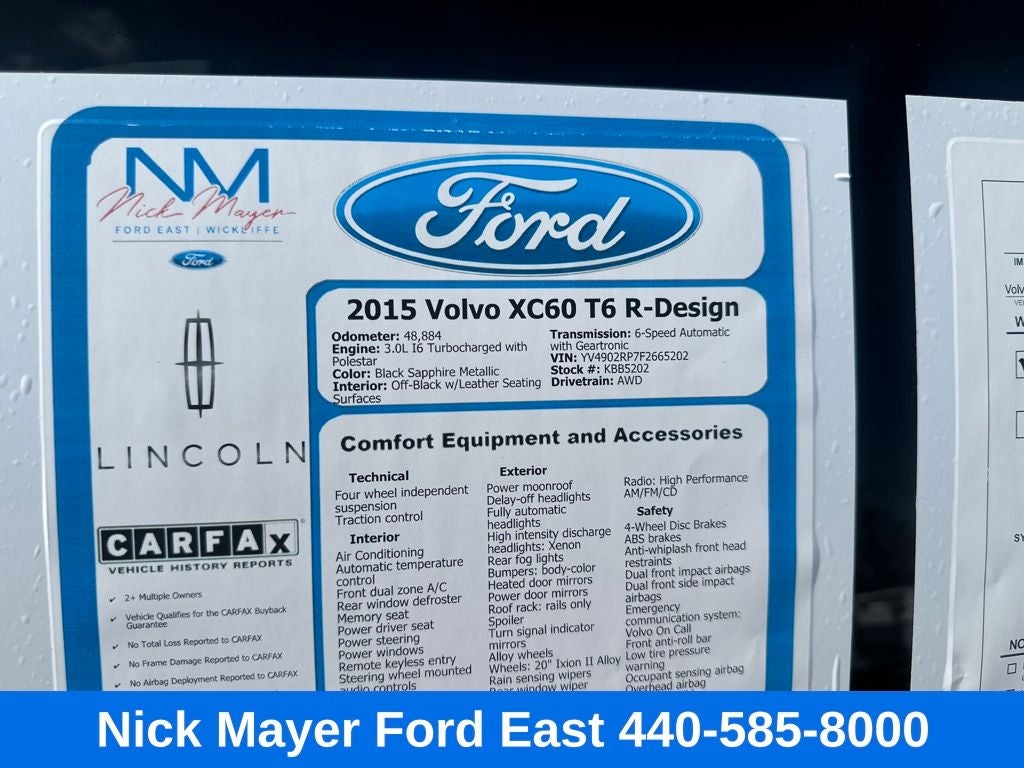 NM
Nick Mayer
FORD EAST | WICKLIFFE
Ford
Ford
LINCOLN
CARFAX
VEHICLE HISTORY REPORTS
✓ 2+ Multiple Owners
✓ Vehicle Qualifies for the CARFAX Buyback
Guarantee
✓ No Total Loss Reported to CARFAX
✓ No Frame Damage Reported to CARFAX
✓ No Airbag Deployment Reported to CARFAX
2015 Volvo XC60 T6 R-Design
Odometer: 48,884
Engine: 3.0L I6 Turbocharged with
Polestar
Color: Black Sapphire Metallic
Interior: Off-Black w/Leather Seating
Surfaces
Transmission: 6-Speed Automatic
with Geartronic
VIN: YV4902RP7F2665202
Stock #: KBB5202
Drivetrain: AWD
Comfort Equipment and Accessories
Technical
Four wheel independent
suspension
Traction control
Interior
Air Conditioning
Automatic temperature
control
Front dual zone A/C
Rear window defroster
Memory seat
Power driver seat
Power steering
Power windows
Remote keyless entry
Steering wheel mounted
audio controls
Exterior
Power moonroof
Delay-off headlights
Fully automatic
headlights
High intensity discharge
headlights: Xenon
Rear fog lights
Bumpers: body-color
Heated door mirrors
Power door mirrors
Roof rack: rails only
Spoiler
Turn signal indicator
mirrors
Alloy wheels
Wheels: 20" Ixion II Alloy
Rain sensing wipers
Rear window wiper
Radio: High Performance
AM/FM/CD
Safety
4-Wheel Disc Brakes
ABS brakes
Anti-whiplash front head
restraints
Dual front impact airbags
Dual front side impact
airbags
Emergency
communication system:
Volvo On Call
Front anti-roll bar
Low tire pressure
warning
Occupant sensing airbag
Overhead airbag
IM
Volv
VE
W
SY
NO
Nick Mayer Ford East 440-585-8000